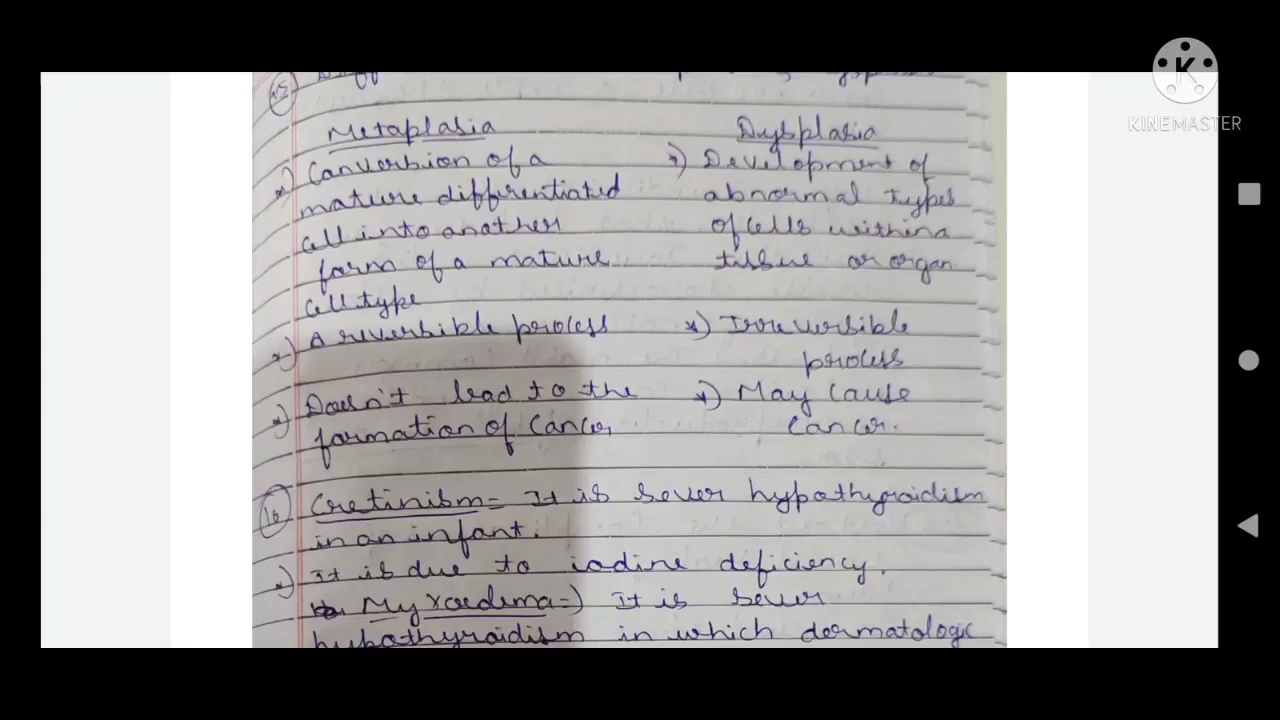 15
Metaplasia Dysplasia
*) Conversion of a *) Development of
mature differentiated abnormal types
cell into another of cells within a
form of a mature tissue or organ
cell type
*) A reversible process *) Irreversible
process
*) Doesn't lead to the *) May cause
formation of Cancer Cancer.
16 Cretinism = It is sever hypothyroidism
in an infant.
*) It is due to iodine deficiency.
Myxoedema =) It is sever
hypothyroidism in which dermatologic
K
KINEMASTER